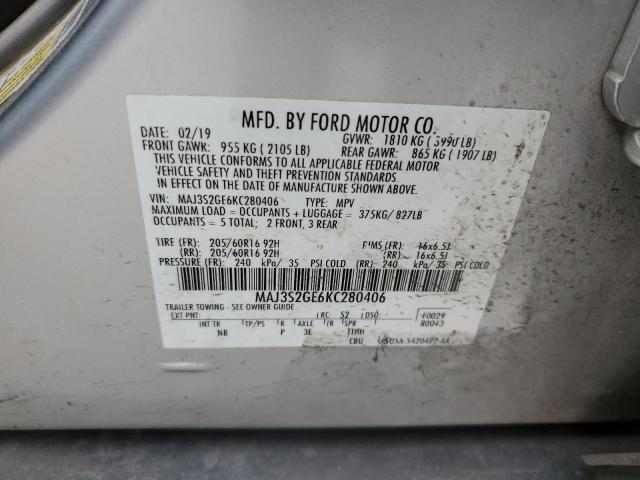 MFD. BY FORD MOTOR CO.
DATE: 02/19 GVWR: 1810 KG ( 3990 LB)
FRONT GAWR: 955 KG ( 2105 LB) REAR GAWR: 865 KG ( 1907 LB)
THIS VEHICLE CONFORMS TO ALL APPLICABLE FEDERAL MOTOR
VEHICLE SAFETY AND THEFT PREVENTION STANDARDS
IN EFFECT ON THE DATE OF MANUFACTURE SHOWN ABOVE.
VIN: MAJ3S2GE6KC280406 TYPE: MPV
MAXIMUM LOAD = OCCUPANTS + LUGGAGE = 375KG/ 827LB
OCCUPANTS = 5 TOTAL; 2 FRONT, 3 REAR
TIRE (FR): 205/60R16 92H RIMS (FR): 16x6.5J
(RR): 205/60R16 92H (RR): 16x6.5J
PRESSURE (FR): 240 kPa/ 35 PSI COLD (RR): 240 kPa/ 35 PSI COLD
MAJ3S2GE6KC280406
TRAILER TOWING - SEE OWNER GUIDE
EXT PNT: RC: 52 DSO: F0029
INT TR TP/PS R AXLE TR SPR R0043
NB P 3E TTMH
CBU